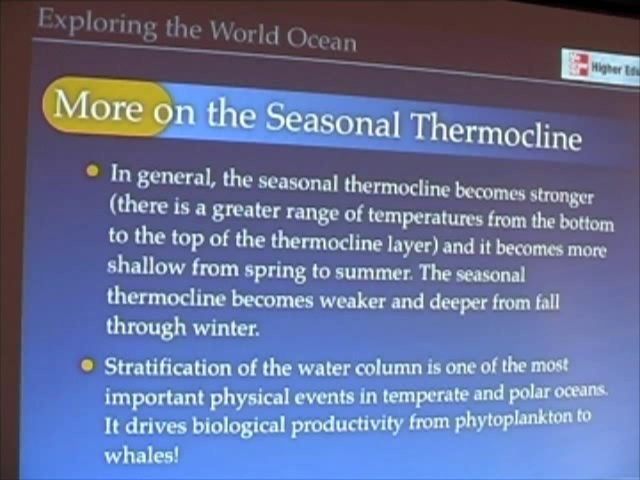 Exploring the World Ocean
Higher Edu
More on the Seasonal Thermocline
In general, the seasonal thermocline becomes stronger
(there is a greater range of temperatures from the bottom
to the top of the thermocline layer) and it becomes more
shallow from spring to summer. The seasonal
thermocline becomes weaker and deeper from fall
through winter.
Stratification of the water column is one of the most
important physical events in temperate and polar oceans.
It drives biological productivity from phytoplankton to
whales!